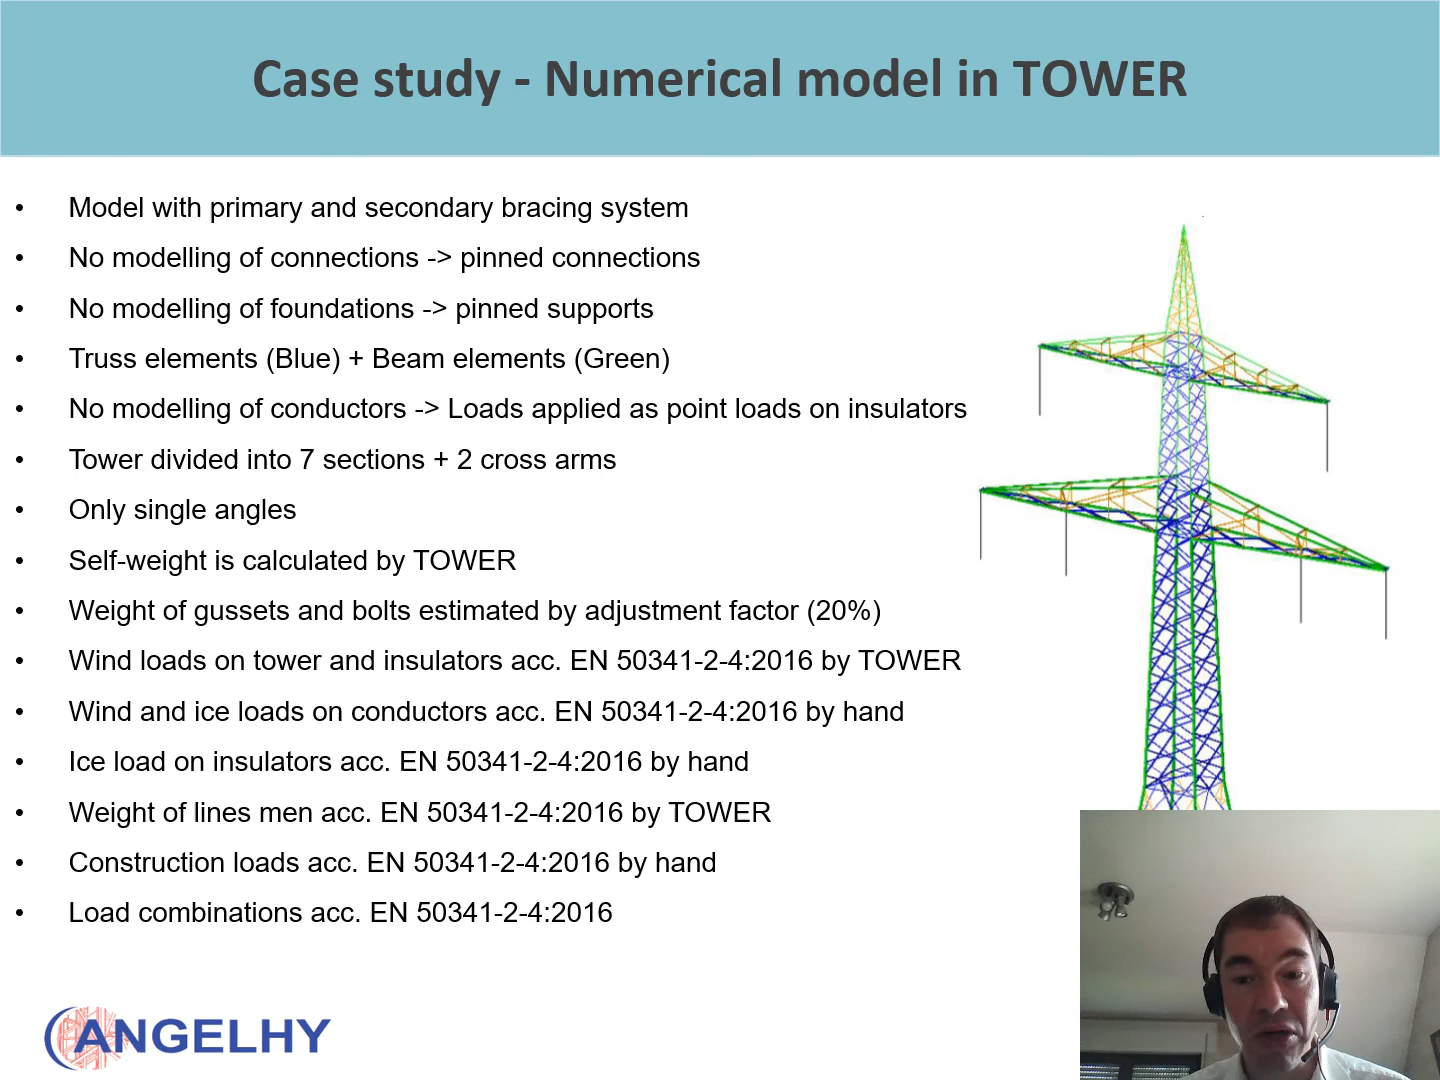 Case study - Numerical model in TOWER
• Model with primary and secondary bracing system
• No modelling of connections -> pinned connections
• No modelling of foundations -> pinned supports
• Truss elements (Blue) + Beam elements (Green)
• No modelling of conductors -> Loads applied as point loads on insulators
• Tower divided into 7 sections + 2 cross arms
• Only single angles
• Self-weight is calculated by TOWER
• Weight of gussets and bolts estimated by adjustment factor (20%)
• Wind loads on tower and insulators acc. EN 50341-2-4:2016 by TOWER
• Wind and ice loads on conductors acc. EN 50341-2-4:2016 by hand
• Ice load on insulators acc. EN 50341-2-4:2016 by hand
• Weight of lines men acc. EN 50341-2-4:2016 by TOWER
• Construction loads acc. EN 50341-2-4:2016 by hand
• Load combinations acc. EN 50341-2-4:2016
ANGELHY